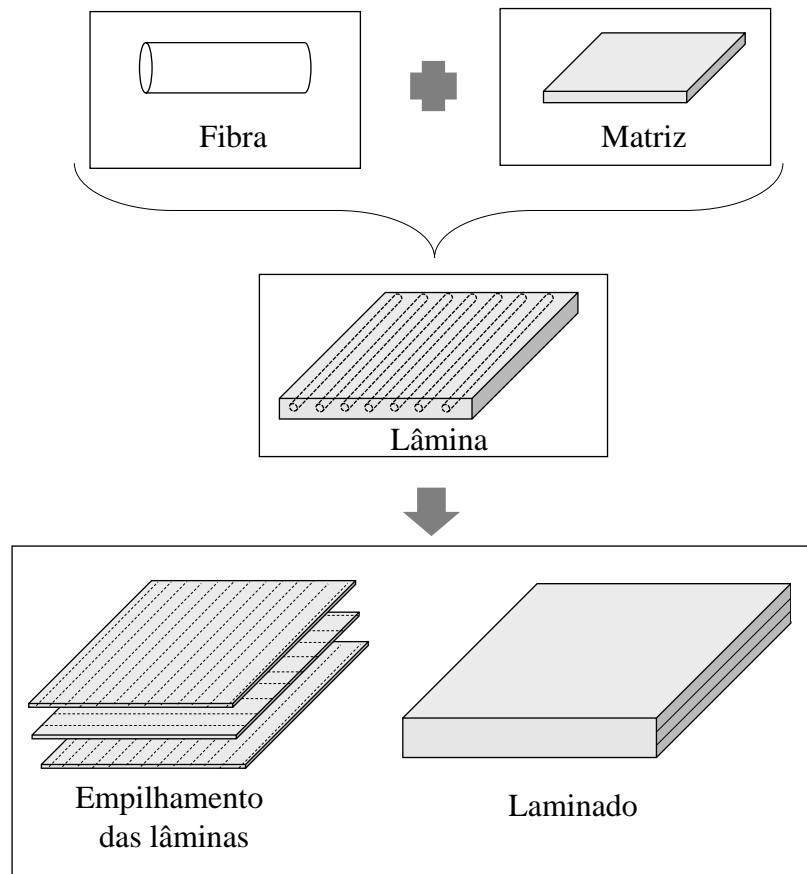 Fibra
Matriz
Lâmina
Empilhamento
das lâminas
Laminado